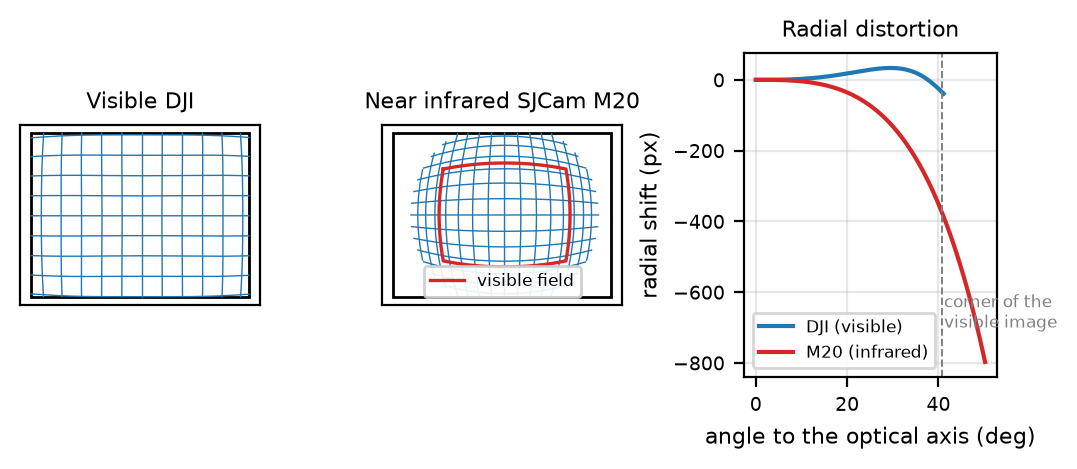 Visible DJI
Near infrared SJCam M20
visible field
Radial distortion
radial shift (px)
0
−200
−400
−600
−800
corner of the
visible image
DJI (visible)
M20 (infrared)
0 20 40
angle to the optical axis (deg)